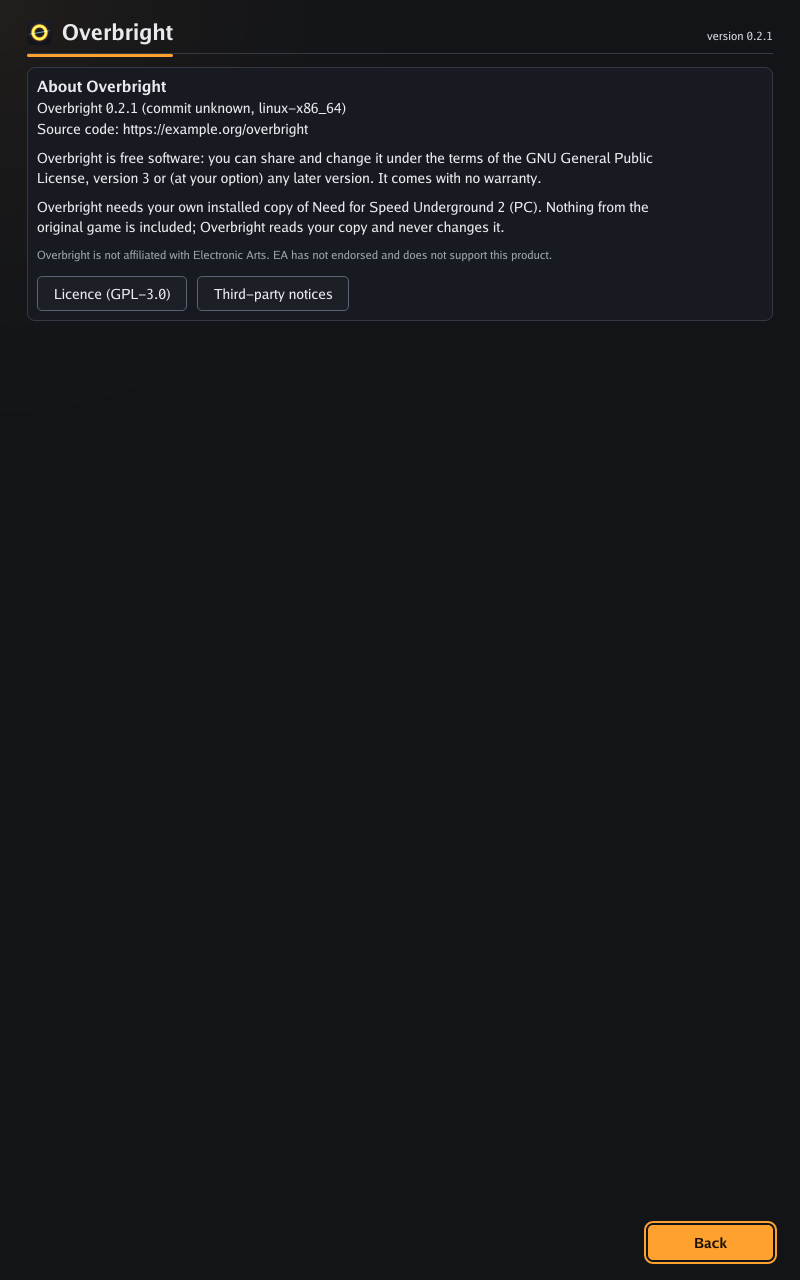 Overbright
version 0.2.1
About Overbright
Overbright 0.2.1 (commit unknown, linux-x86_64)
Source code: https://example.org/overbright
Overbright is free software: you can share and change it under the terms of the GNU General Public
License, version 3 or (at your option) any later version. It comes with no warranty.
Overbright needs your own installed copy of Need for Speed Underground 2 (PC). Nothing from the
original game is included; Overbright reads your copy and never changes it.
Overbright is not affiliated with Electronic Arts. EA has not endorsed and does not support this product.
Licence (GPL-3.0)
Third-party notices
Back